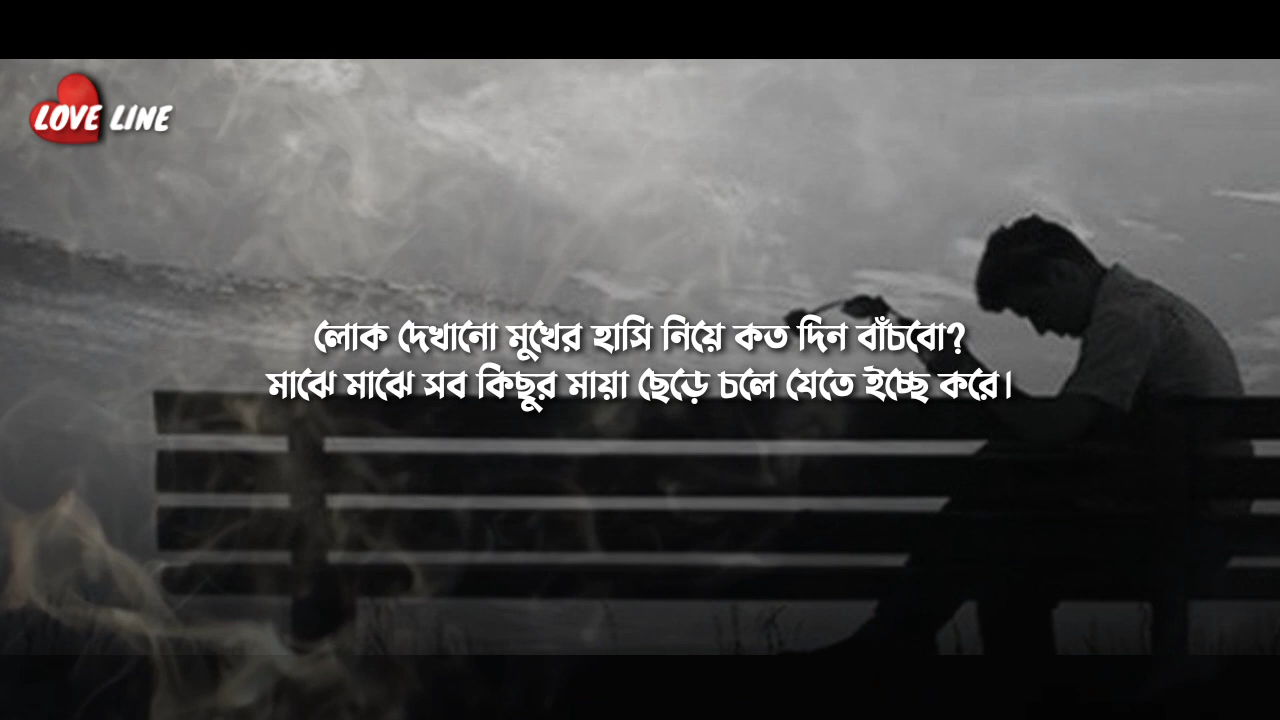 LOVE LINE
লোক দেখানো মুখের হাসি নিয়ে কত দিন বাঁচবো?
মাঝে মাঝে সব কিছুর মায়া ছেড়ে চলে যেতে ইচ্ছে করে।